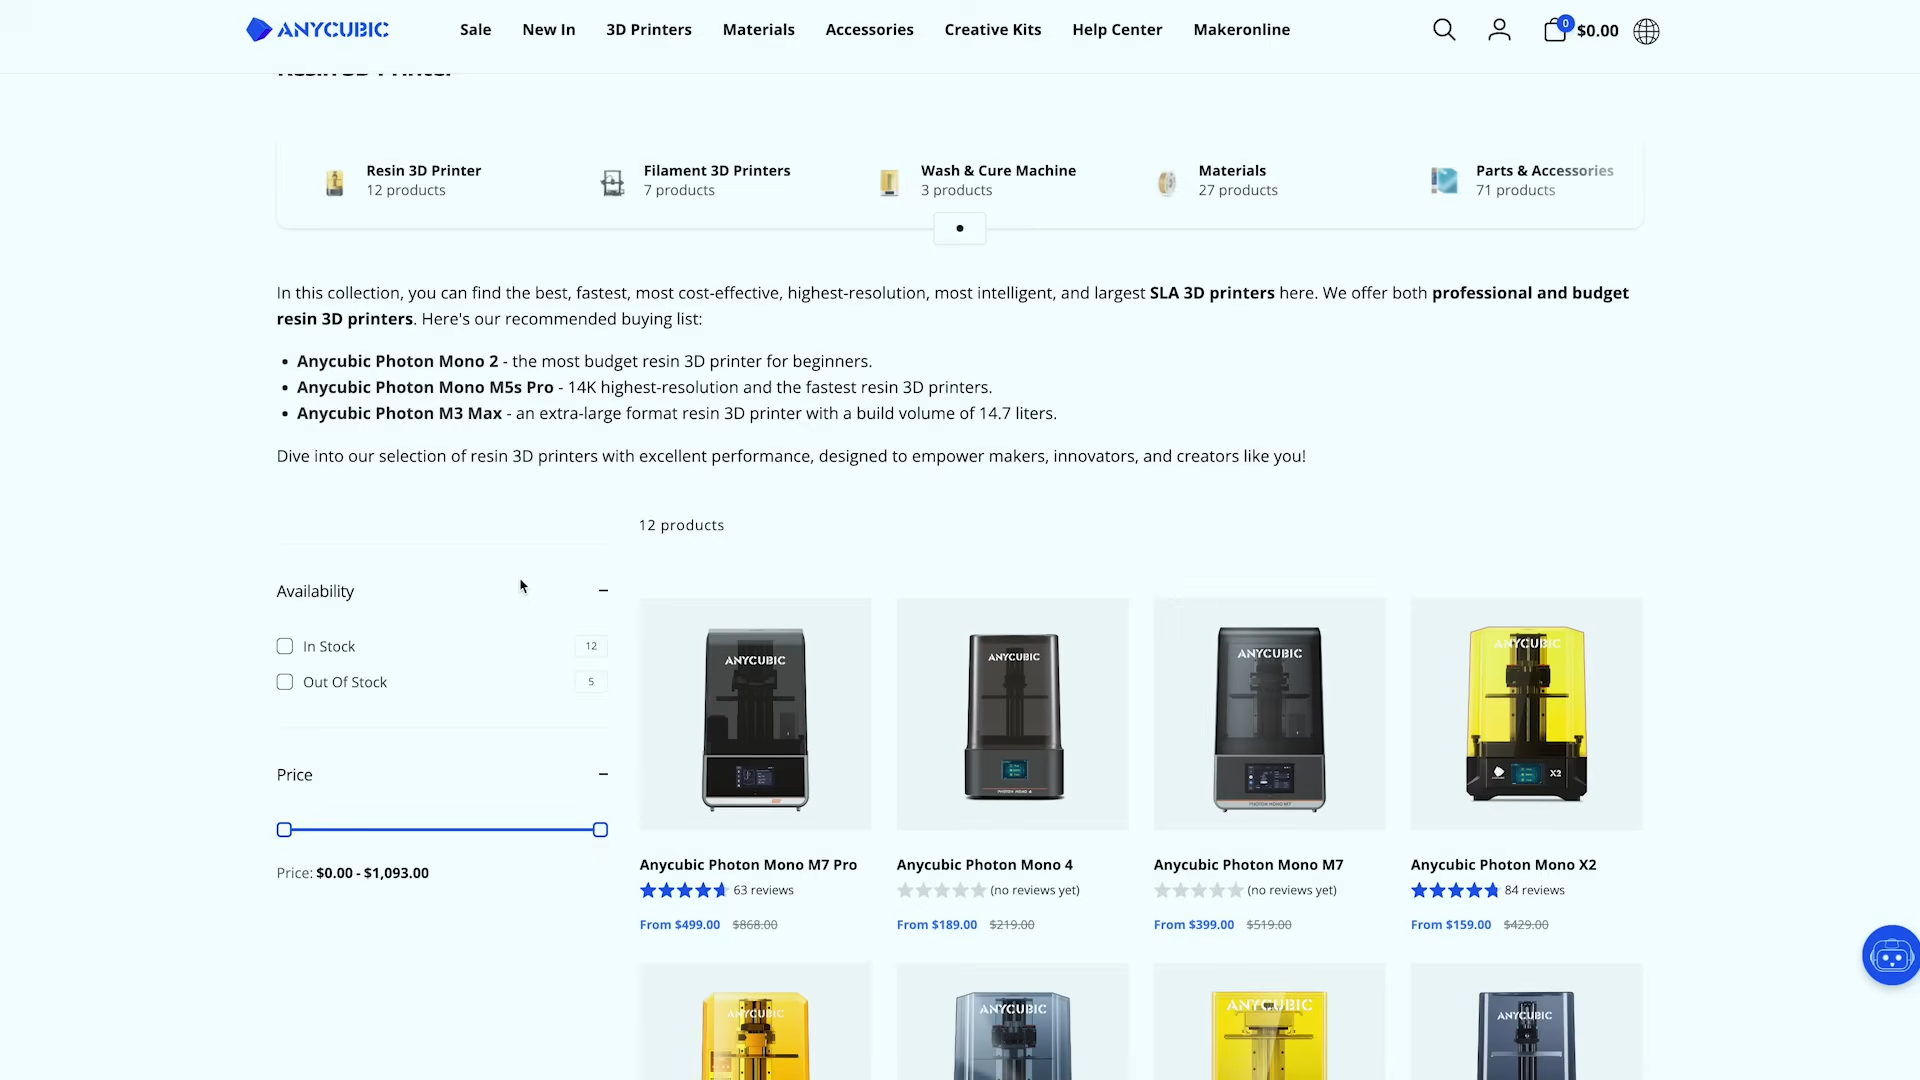 ANYCUBIC
Sale New In 3D Printers Materials Accessories Creative Kits Help Center Makeronline
0 $0.00
Resin 3D Printer
Resin 3D Printer
12 products
Filament 3D Printers
7 products
Wash & Cure Machine
3 products
Materials
27 products
Parts & Accessories
71 products
In this collection, you can find the best, fastest, most cost-effective, highest-resolution, most intelligent, and largest SLA 3D printers here. We offer both professional and budget
resin 3D printers. Here's our recommended buying list:
• Anycubic Photon Mono 2 - the most budget resin 3D printer for beginners.
• Anycubic Photon Mono M5s Pro - 14K highest-resolution and the fastest resin 3D printers.
• Anycubic Photon M3 Max - an extra-large format resin 3D printer with a build volume of 14.7 liters.
Dive into our selection of resin 3D printers with excellent performance, designed to empower makers, innovators, and creators like you!
12 products
Availability
In Stock 12
Out Of Stock 5
Price
Price: $0.00 - $1,093.00
ANYCUBIC
Anycubic Photon Mono M7 Pro
63 reviews
From $499.00 $868.00
ANYCUBIC
PHOTON MONO 4
Anycubic Photon Mono 4
(no reviews yet)
From $189.00 $219.00
ANYCUBIC
PHOTON MONO M7
Anycubic Photon Mono M7
(no reviews yet)
From $399.00 $519.00
ANYCUBIC
X2
Anycubic Photon Mono X2
84 reviews
From $159.00 $429.00
ANYCUBIC
ANYCUBIC
ANYCUBIC
ANYCUBIC